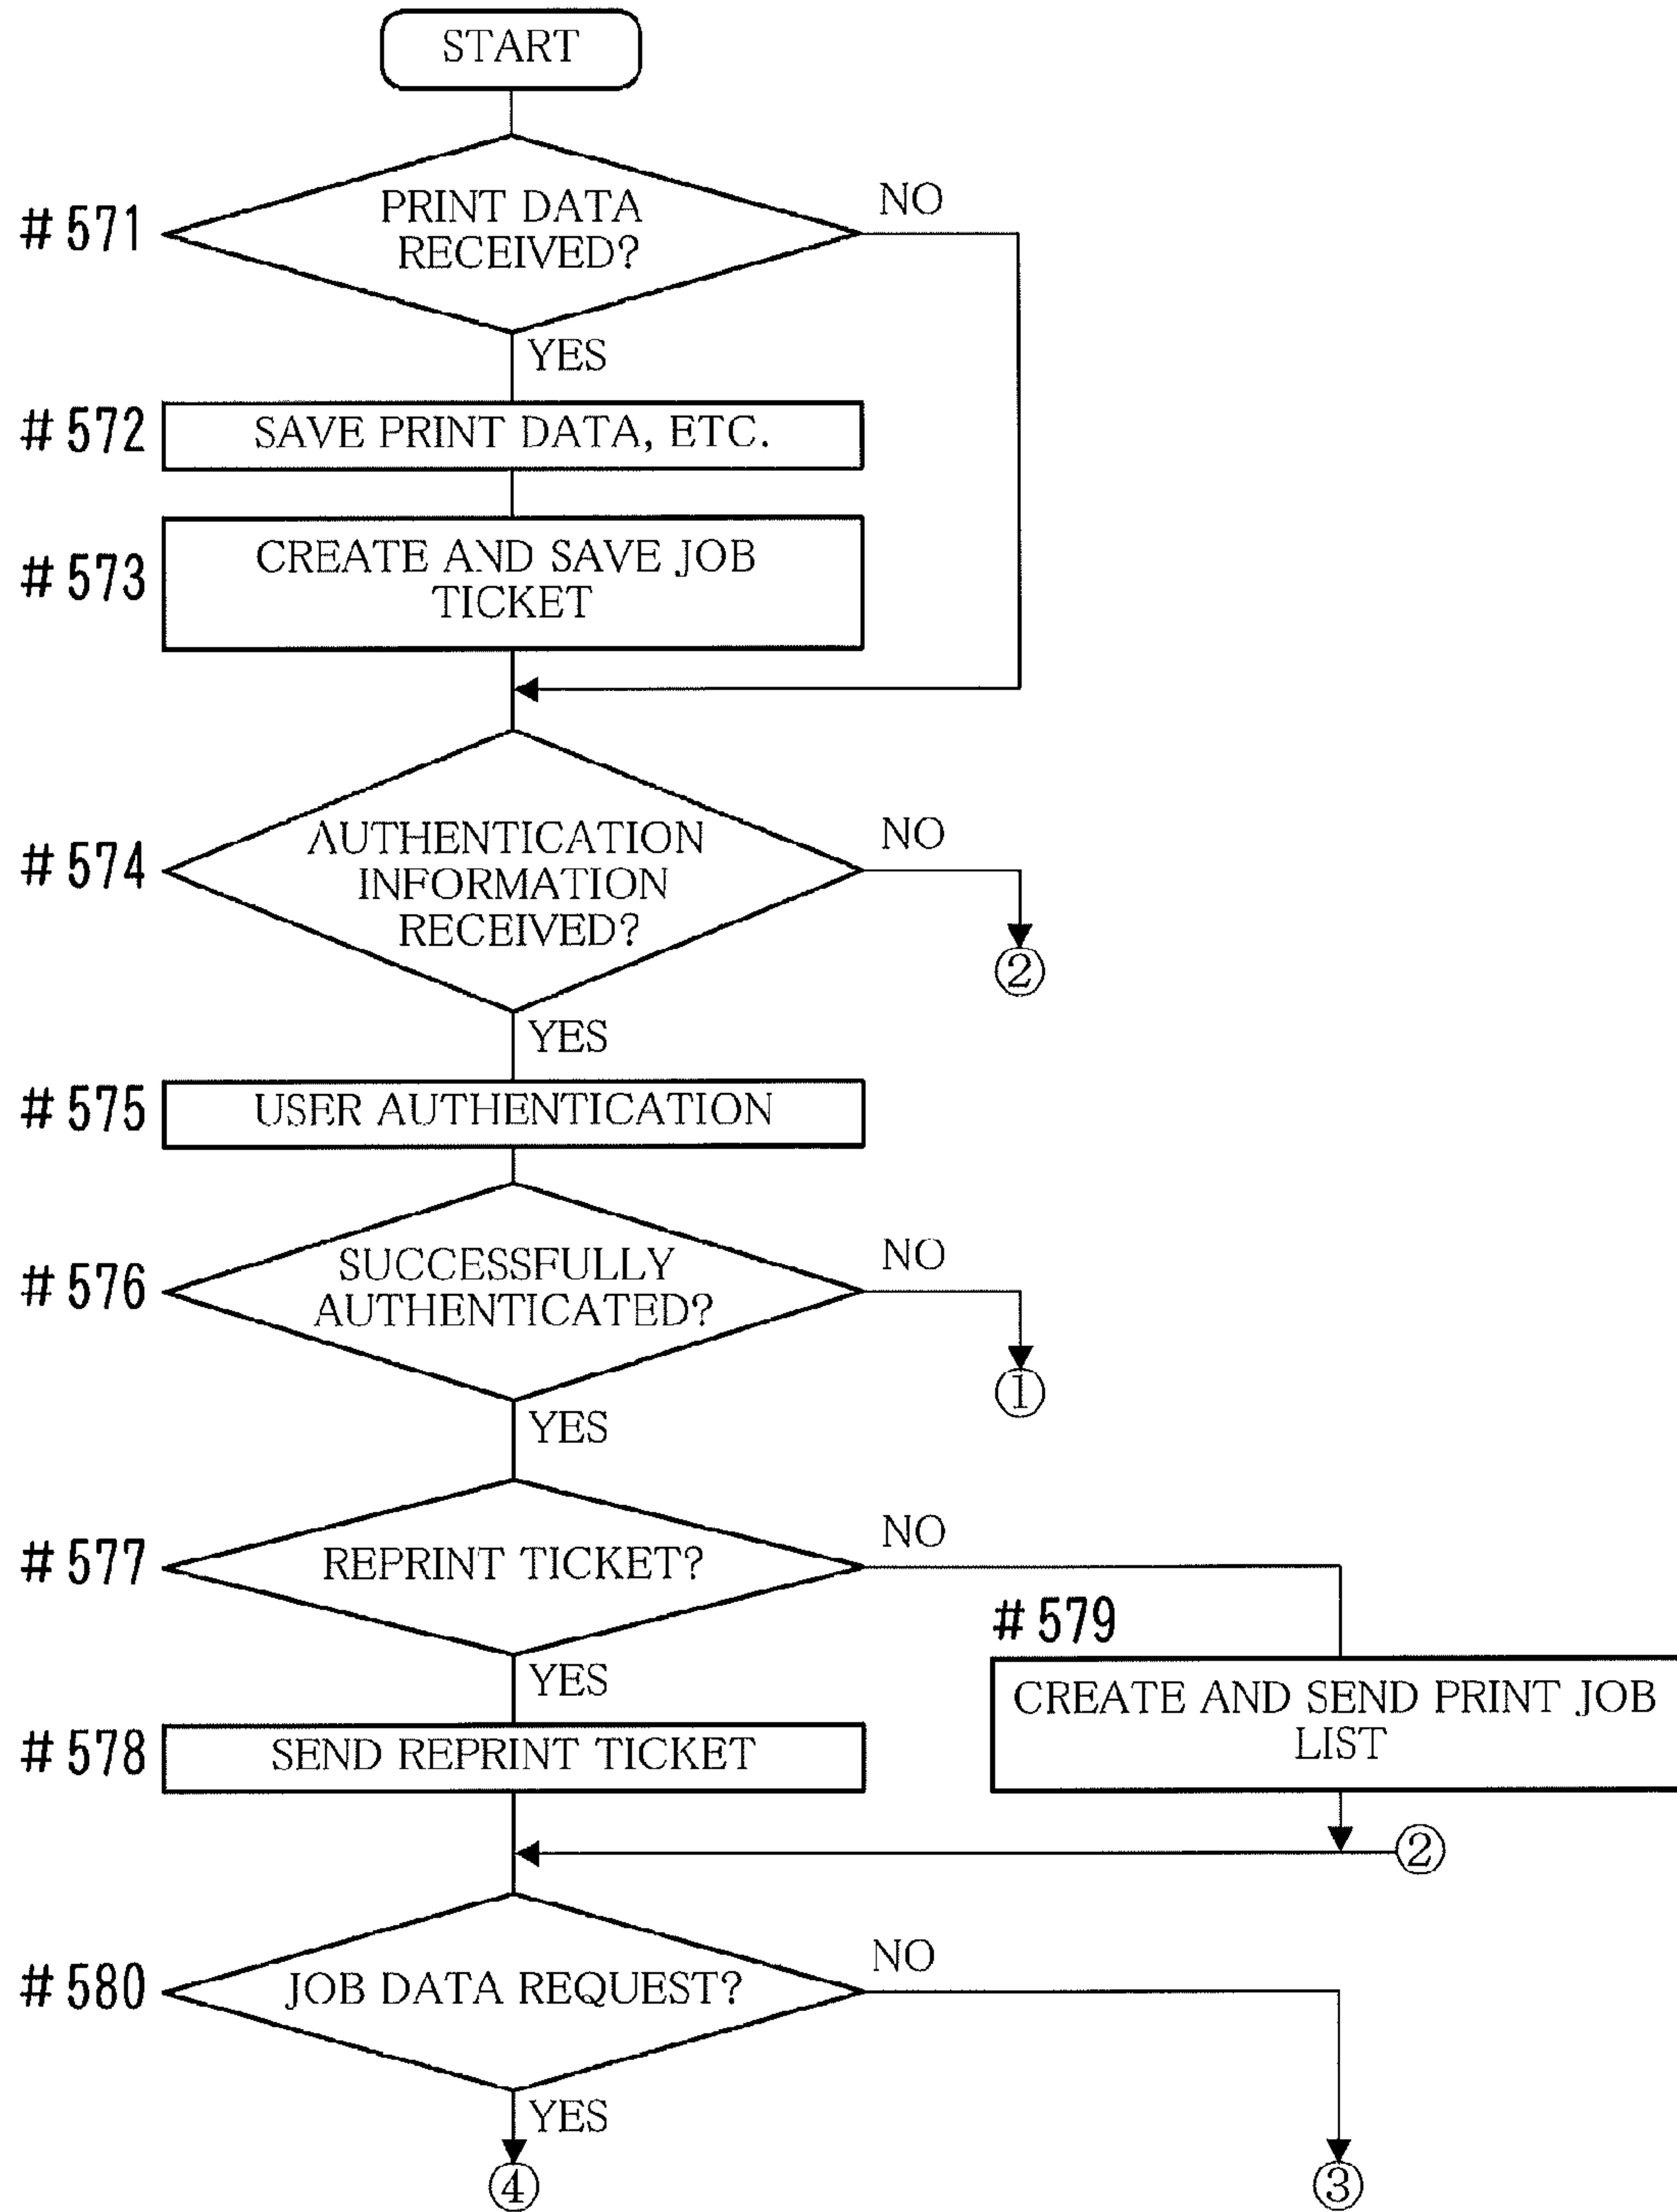 START
#571
PRINT DATA
RECEIVED?
NO
YES
#572
SAVE PRINT DATA, ETC.
#573
CREATE AND SAVE JOB
TICKET
#574
AUTHENTICATION
INFORMATION
RECEIVED?
NO
②
YES
#575
USER AUTHENTICATION
#576
SUCCESSFULLY
AUTHENTICATED?
NO
①
YES
#577
REPRINT TICKET?
NO
YES
#579
CREATE AND SEND PRINT JOB
LIST
#578
SEND REPRINT TICKET
②
#580
JOB DATA REQUEST?
NO
YES
④
③